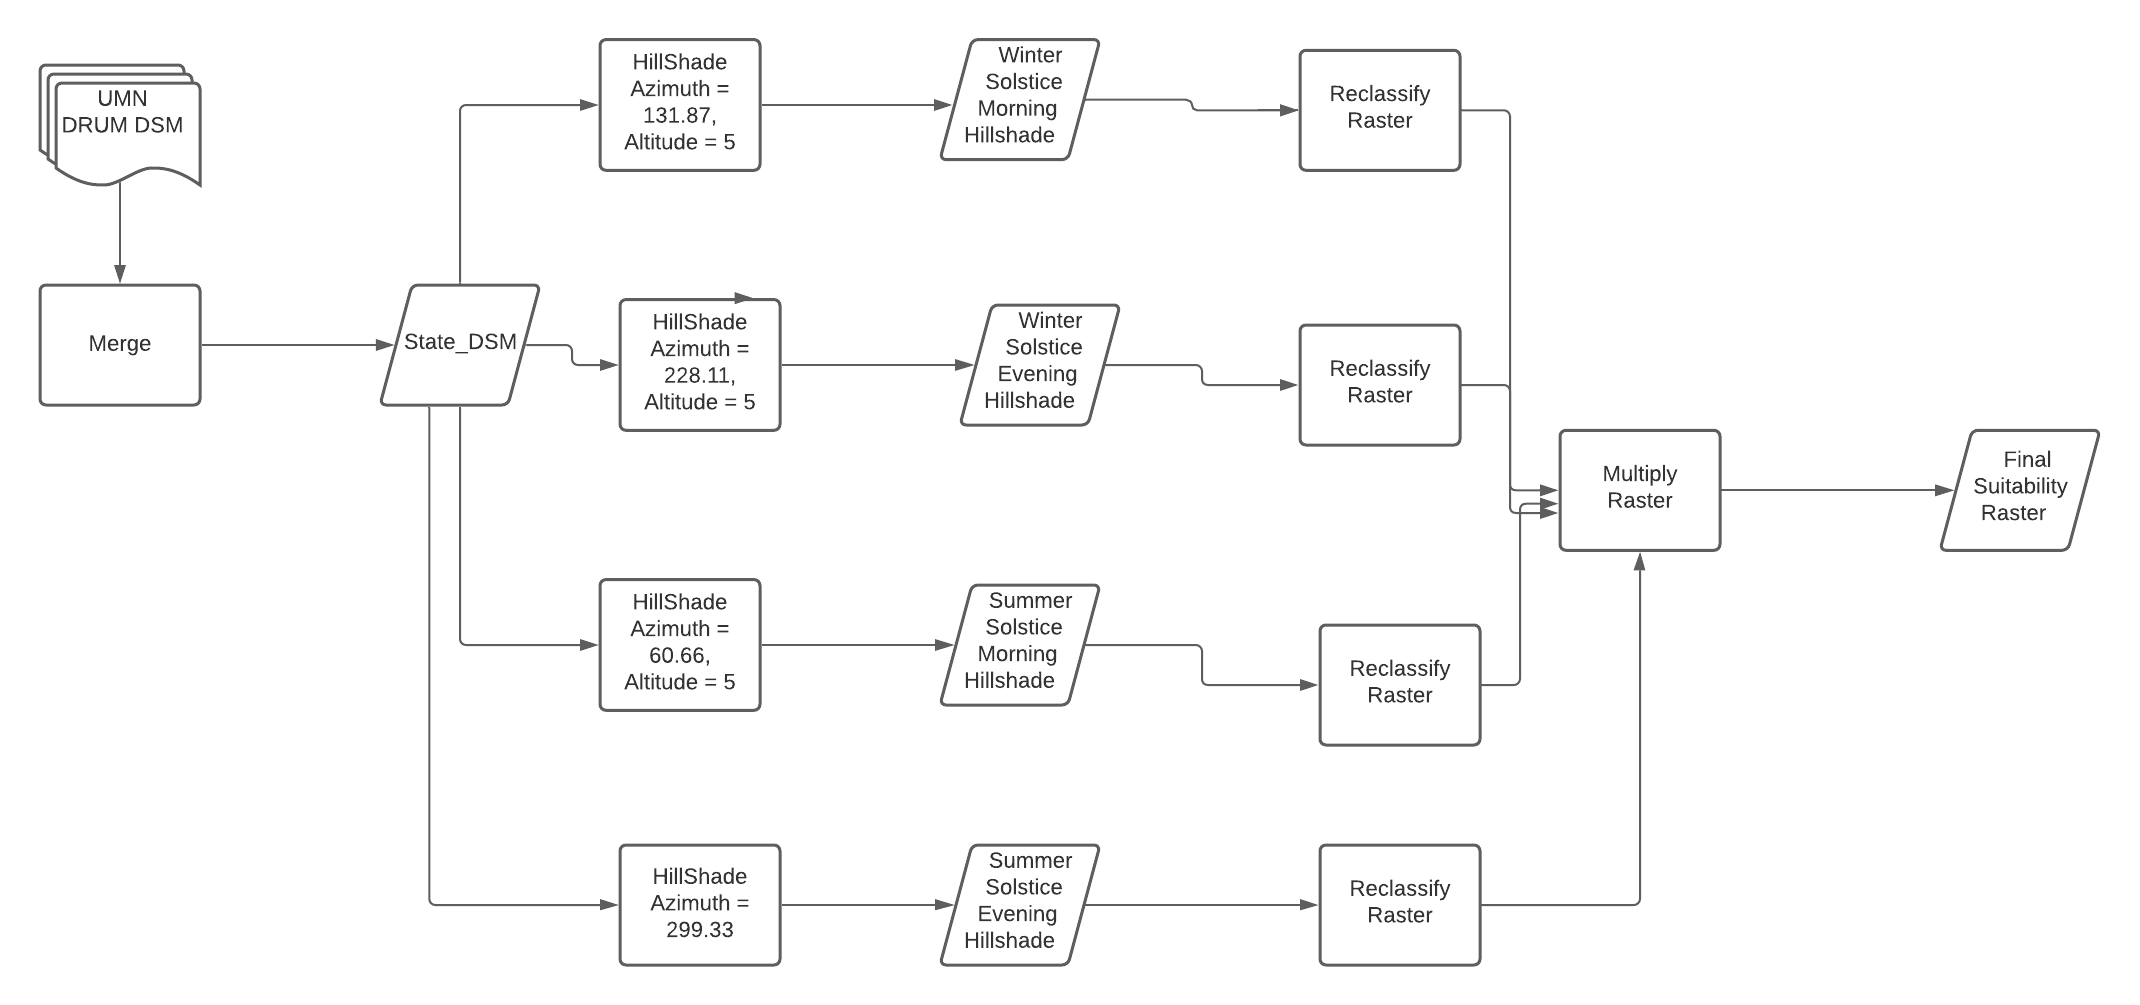 UMN
DRUM DSM
Merge
State_DSM
HillShade
Azimuth =
131.87,
Altitude = 5
Winter
Solstice
Morning
Hillshade
Reclassify
Raster
HillShade
Azimuth =
228.11,
Altitude = 5
Winter
Solstice
Evening
Hillshade
Reclassify
Raster
HillShade
Azimuth =
60.66,
Altitude = 5
Summer
Solstice
Morning
Hillshade
Reclassify
Raster
HillShade
Azimuth =
299.33
Summer
Solstice
Evening
Hillshade
Reclassify
Raster
Multiply
Raster
Final
Suitability
Raster